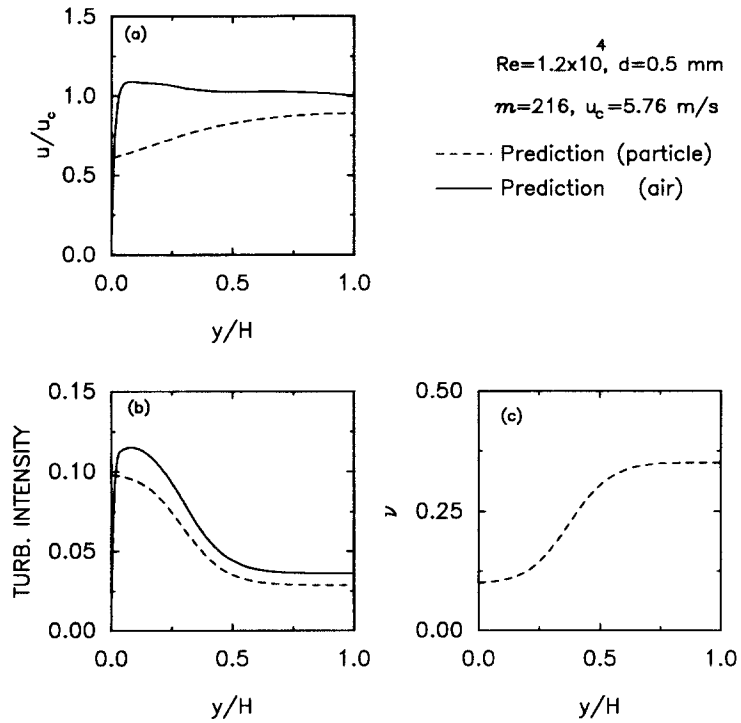 (a)
1.5
1.0
0.5
0.0
u/u_c
0.0 0.5 1.0
y/H
Re=1.2x10^4, d=0.5 mm
m=216, u_c=5.76 m/s
Prediction (particle)
Prediction (air)
(b)
0.15
0.10
0.05
0.00
TURB. INTENSITY
0.0 0.5 1.0
y/H
(c)
0.50
0.25
0.00
ν
0.0 0.5 1.0
y/H